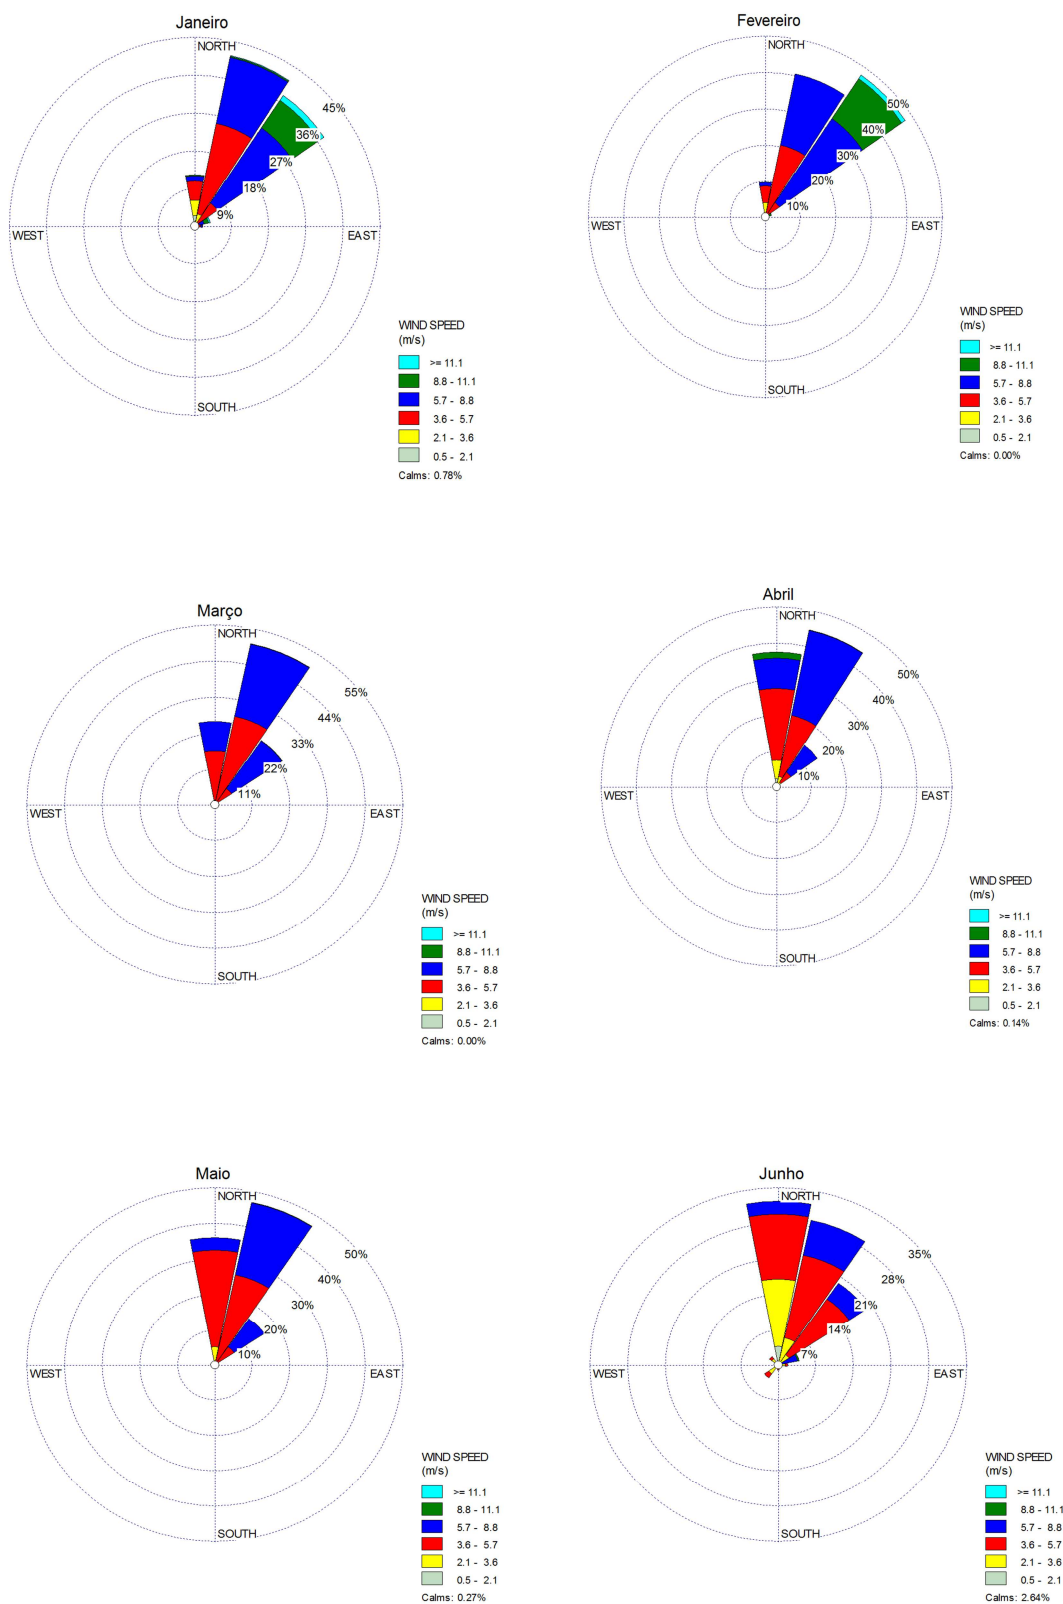 Janeiro
NORTH
45%
36%
27%
18%
9%
WEST
EAST
SOUTH
WIND SPEED
(m/s)
>= 11.1
8.8 - 11.1
5.7 - 8.8
3.6 - 5.7
2.1 - 3.6
0.5 - 2.1
Calms: 0.78%
Fevereiro
NORTH
50%
40%
30%
20%
10%
WEST
EAST
SOUTH
WIND SPEED
(m/s)
>= 11.1
8.8 - 11.1
5.7 - 8.8
3.6 - 5.7
2.1 - 3.6
0.5 - 2.1
Calms: 0.00%
Março
NORTH
55%
44%
33%
22%
11%
WEST
EAST
SOUTH
WIND SPEED
(m/s)
>= 11.1
8.8 - 11.1
5.7 - 8.8
3.6 - 5.7
2.1 - 3.6
0.5 - 2.1
Calms: 0.00%
Abril
NORTH
50%
40%
30%
20%
10%
WEST
EAST
SOUTH
WIND SPEED
(m/s)
>= 11.1
8.8 - 11.1
5.7 - 8.8
3.6 - 5.7
2.1 - 3.6
0.5 - 2.1
Calms: 0.14%
Maio
NORTH
50%
40%
30%
20%
10%
WEST
EAST
SOUTH
WIND SPEED
(m/s)
>= 11.1
8.8 - 11.1
5.7 - 8.8
3.6 - 5.7
2.1 - 3.6
0.5 - 2.1
Calms: 0.27%
Junho
NORTH
35%
28%
21%
14%
7%
WEST
EAST
SOUTH
WIND SPEED
(m/s)
>= 11.1
8.8 - 11.1
5.7 - 8.8
3.6 - 5.7
2.1 - 3.6
0.5 - 2.1
Calms: 2.64%